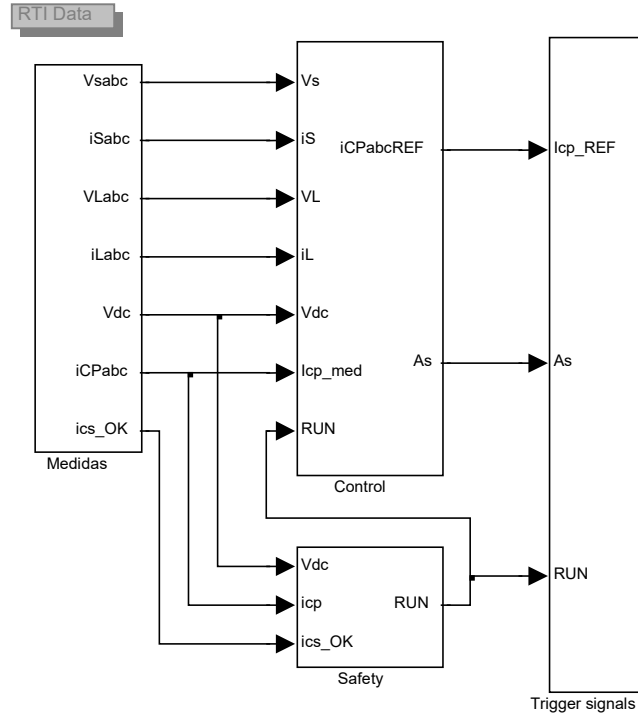 RTI Data
Vsabc
iSabc
VLabc
iLabc
Vdc
iCPabc
ics_OK
Medidas
Vs
iS
VL
iL
Vdc
Icp_med
RUN
iCPabcREF
As
Control
Vdc
icp
ics_OK
RUN
Safety
Icp_REF
As
RUN
Trigger signals